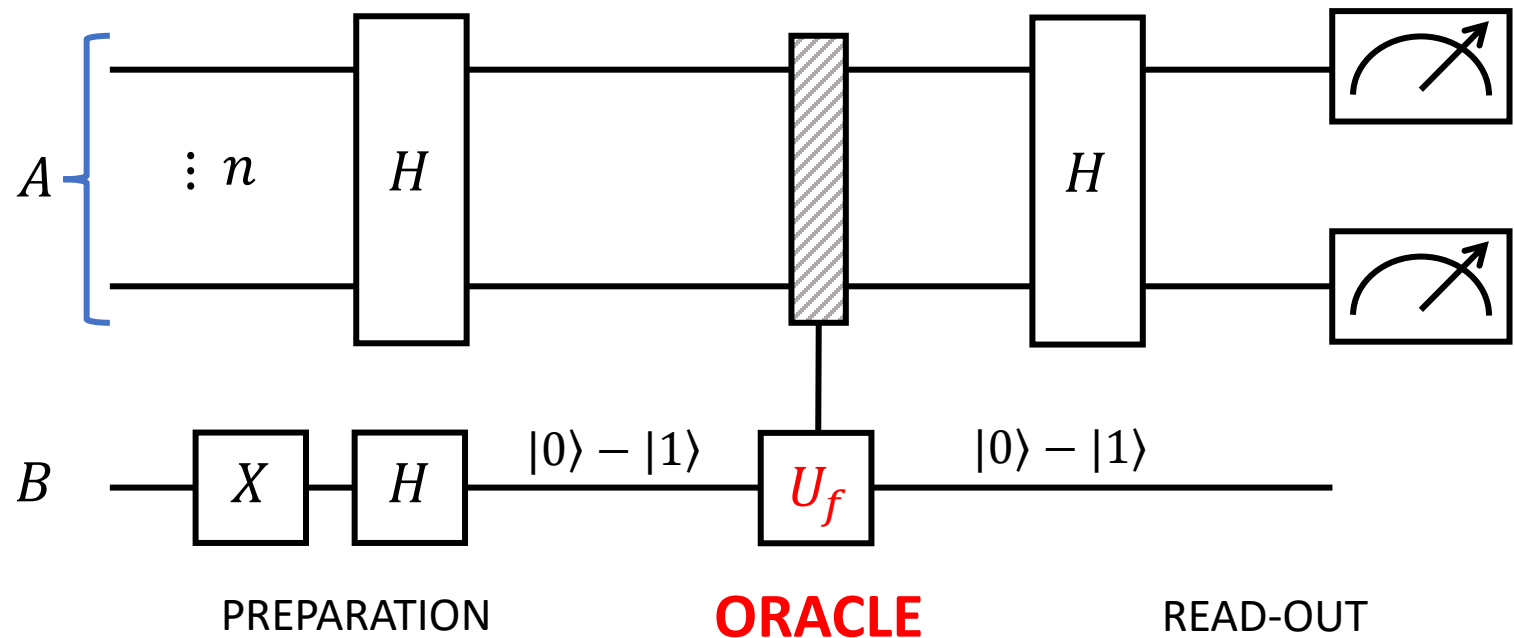 A
⋮ n
H
H
B
X
H
|0⟩ − |1⟩
U_f
|0⟩ − |1⟩
PREPARATION
ORACLE
READ-OUT